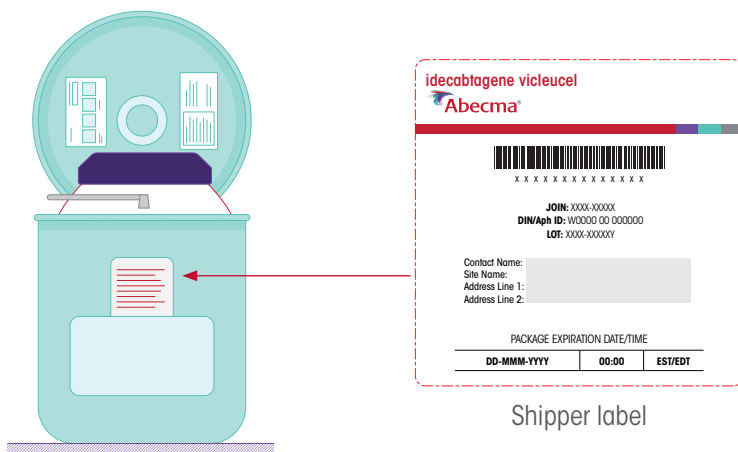 idecabtagene vicleucel
Abecma®
X X X X X X X X X X X X X X
JOIN: XXXX-XXXXX
DIN/Aph ID: W0000 00 000000
LOT: XXXX-XXXXXY
Contact Name:
Site Name:
Address Line 1:
Address Line 2:
PACKAGE EXPIRATION DATE/TIME
DD-MMM-YYYY 00:00 EST/EDT
Shipper label